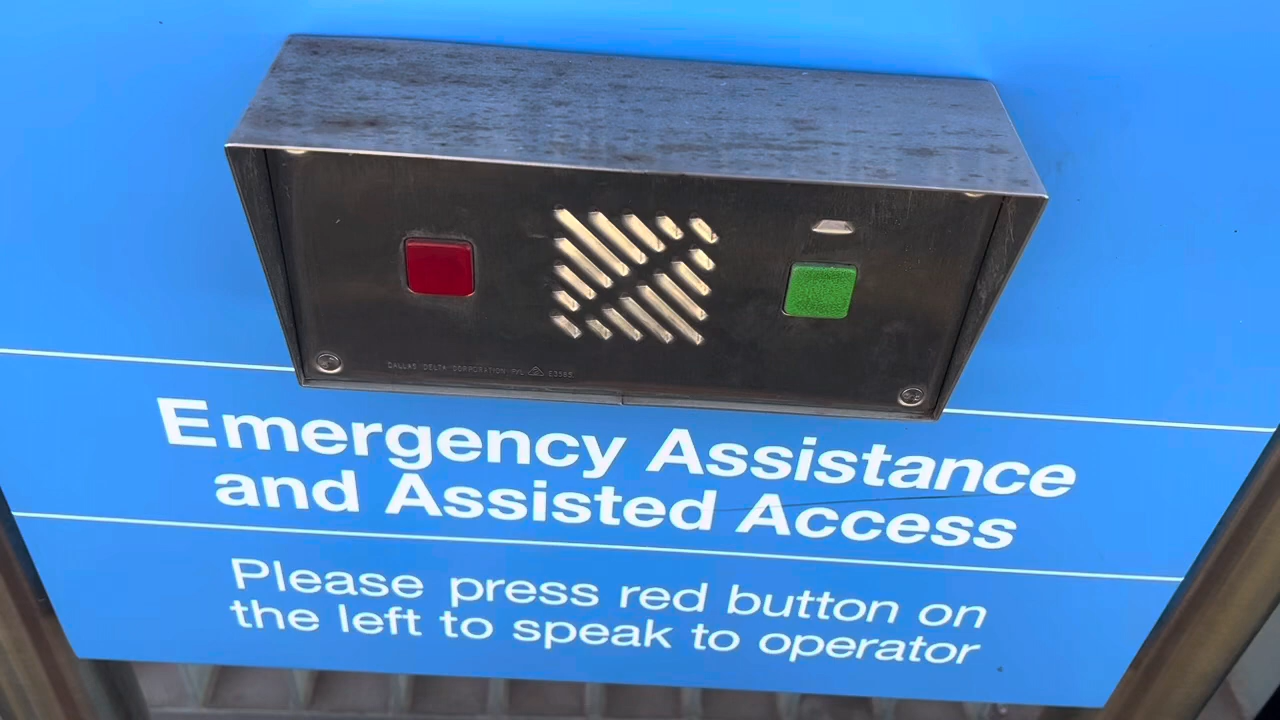 DALLAS DELTA CORPORATION P/L
Emergency Assistance
and Assisted Access
Please press red button on
the left to speak to operator